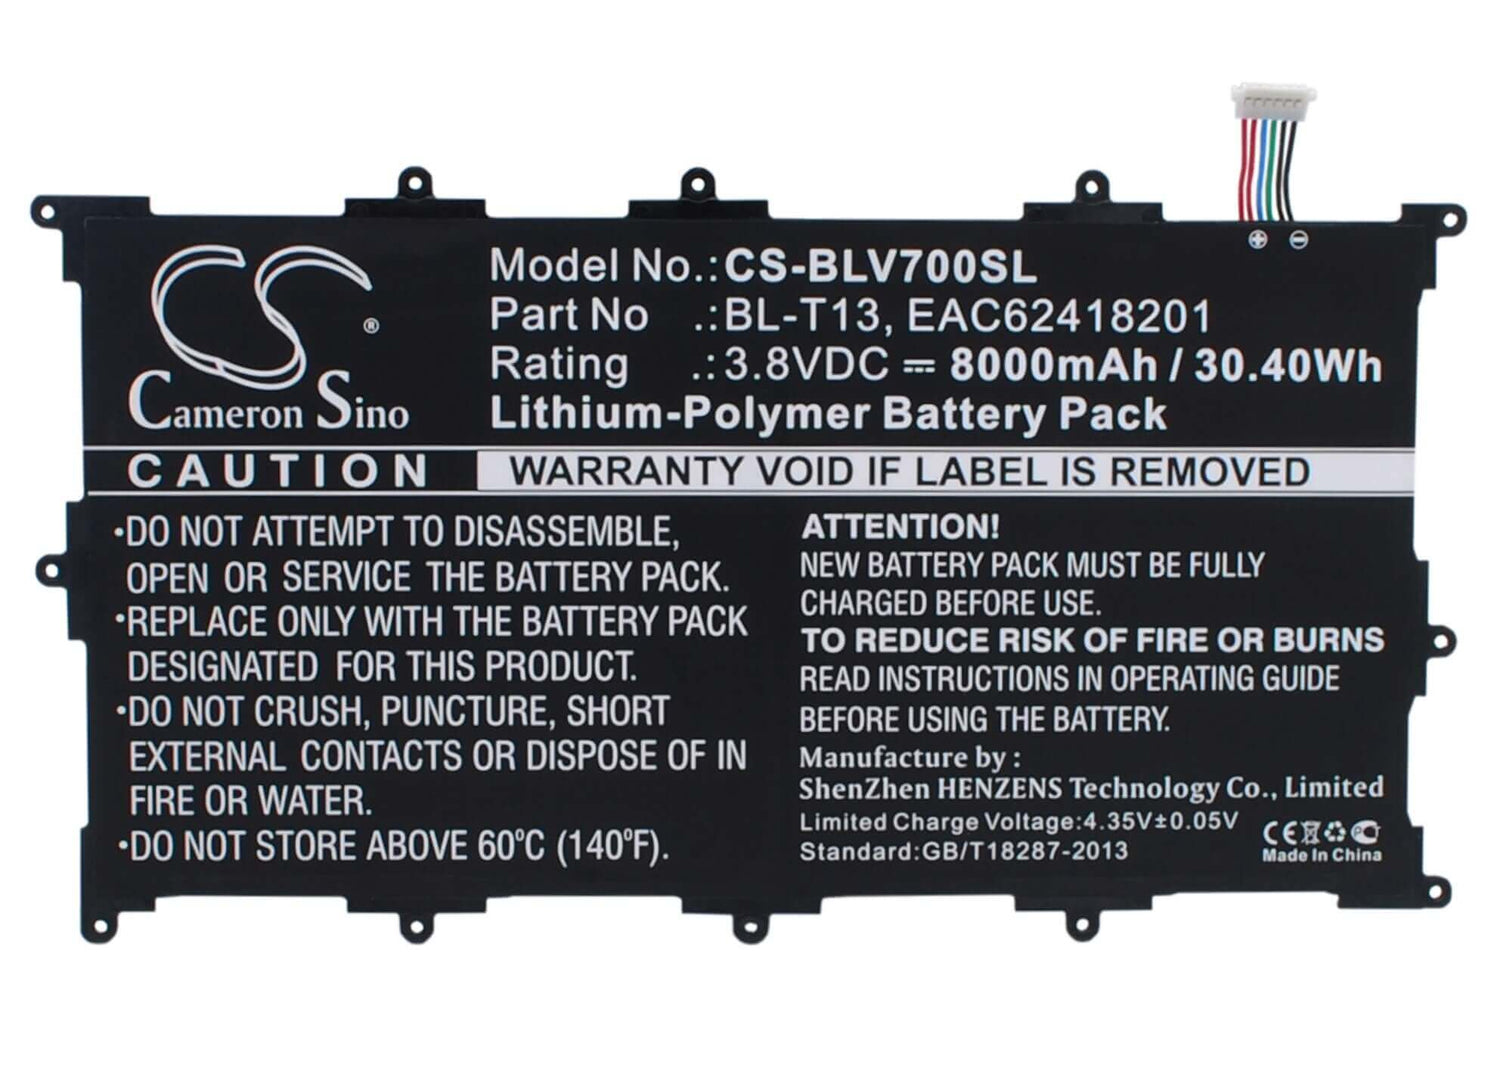 CS ®
Cameron Sino
Model No.: CS-BLV700SL
Part No .: BL-T13, EAC62418201
Rating .: 3.8VDC ⎓ 8000mAh / 30.40Wh
Lithium-Polymer Battery Pack
CAUTION
WARRANTY VOID IF LABEL IS REMOVED
•DO NOT ATTEMPT TO DISASSEMBLE,
OPEN OR SERVICE THE BATTERY PACK.
•REPLACE ONLY WITH THE BATTERY PACK
DESIGNATED FOR THIS PRODUCT.
•DO NOT CRUSH, PUNCTURE, SHORT
EXTERNAL CONTACTS OR DISPOSE OF IN
FIRE OR WATER.
•DO NOT STORE ABOVE 60°C (140°F).
ATTENTION!
NEW BATTERY PACK MUST BE FULLY
CHARGED BEFORE USE.
TO REDUCE RISK OF FIRE OR BURNS
READ INSTRUCTIONS IN OPERATING GUIDE
BEFORE USING THE BATTERY.
Manufacture by :
ShenZhen HENZENS Technology Co., Limited
Limited Charge Voltage:4.35V±0.05V
Standard:GB/T18287-2013
CE
Made In China